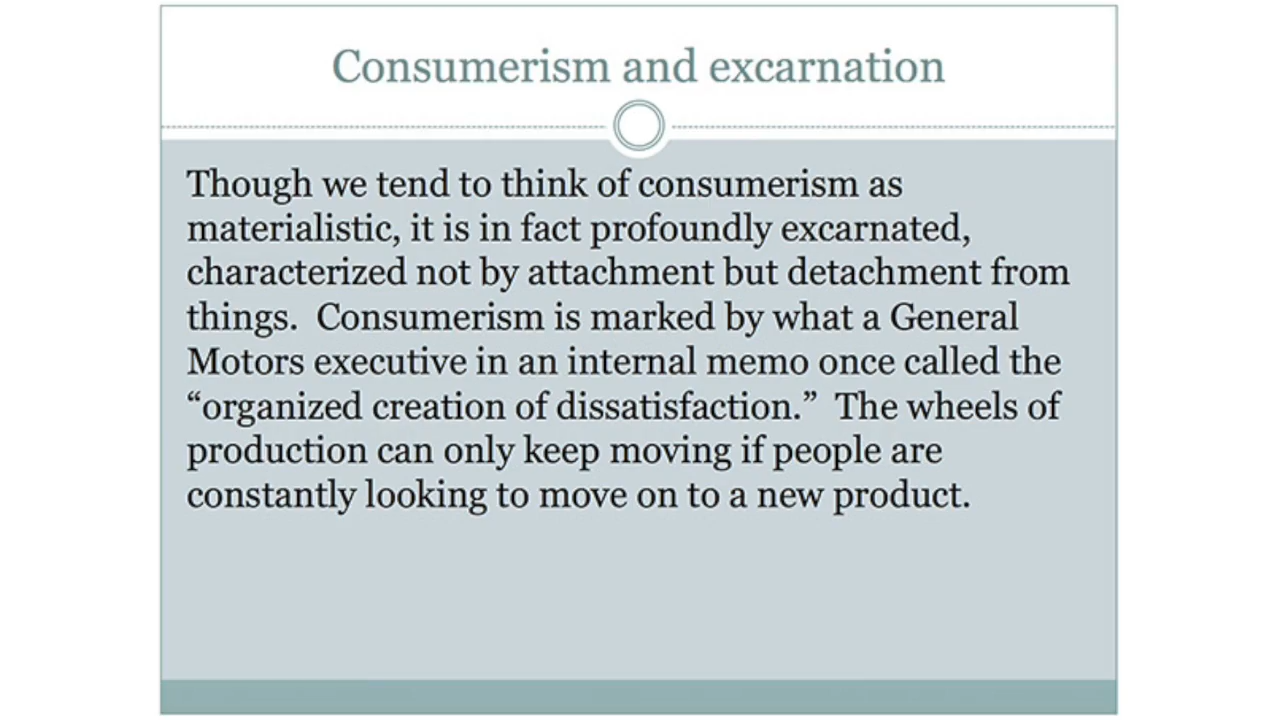 Consumerism and excarnation
Though we tend to think of consumerism as
materialistic, it is in fact profoundly excarnated,
characterized not by attachment but detachment from
things.  Consumerism is marked by what a General
Motors executive in an internal memo once called the
“organized creation of dissatisfaction.”  The wheels of
production can only keep moving if people are
constantly looking to move on to a new product.